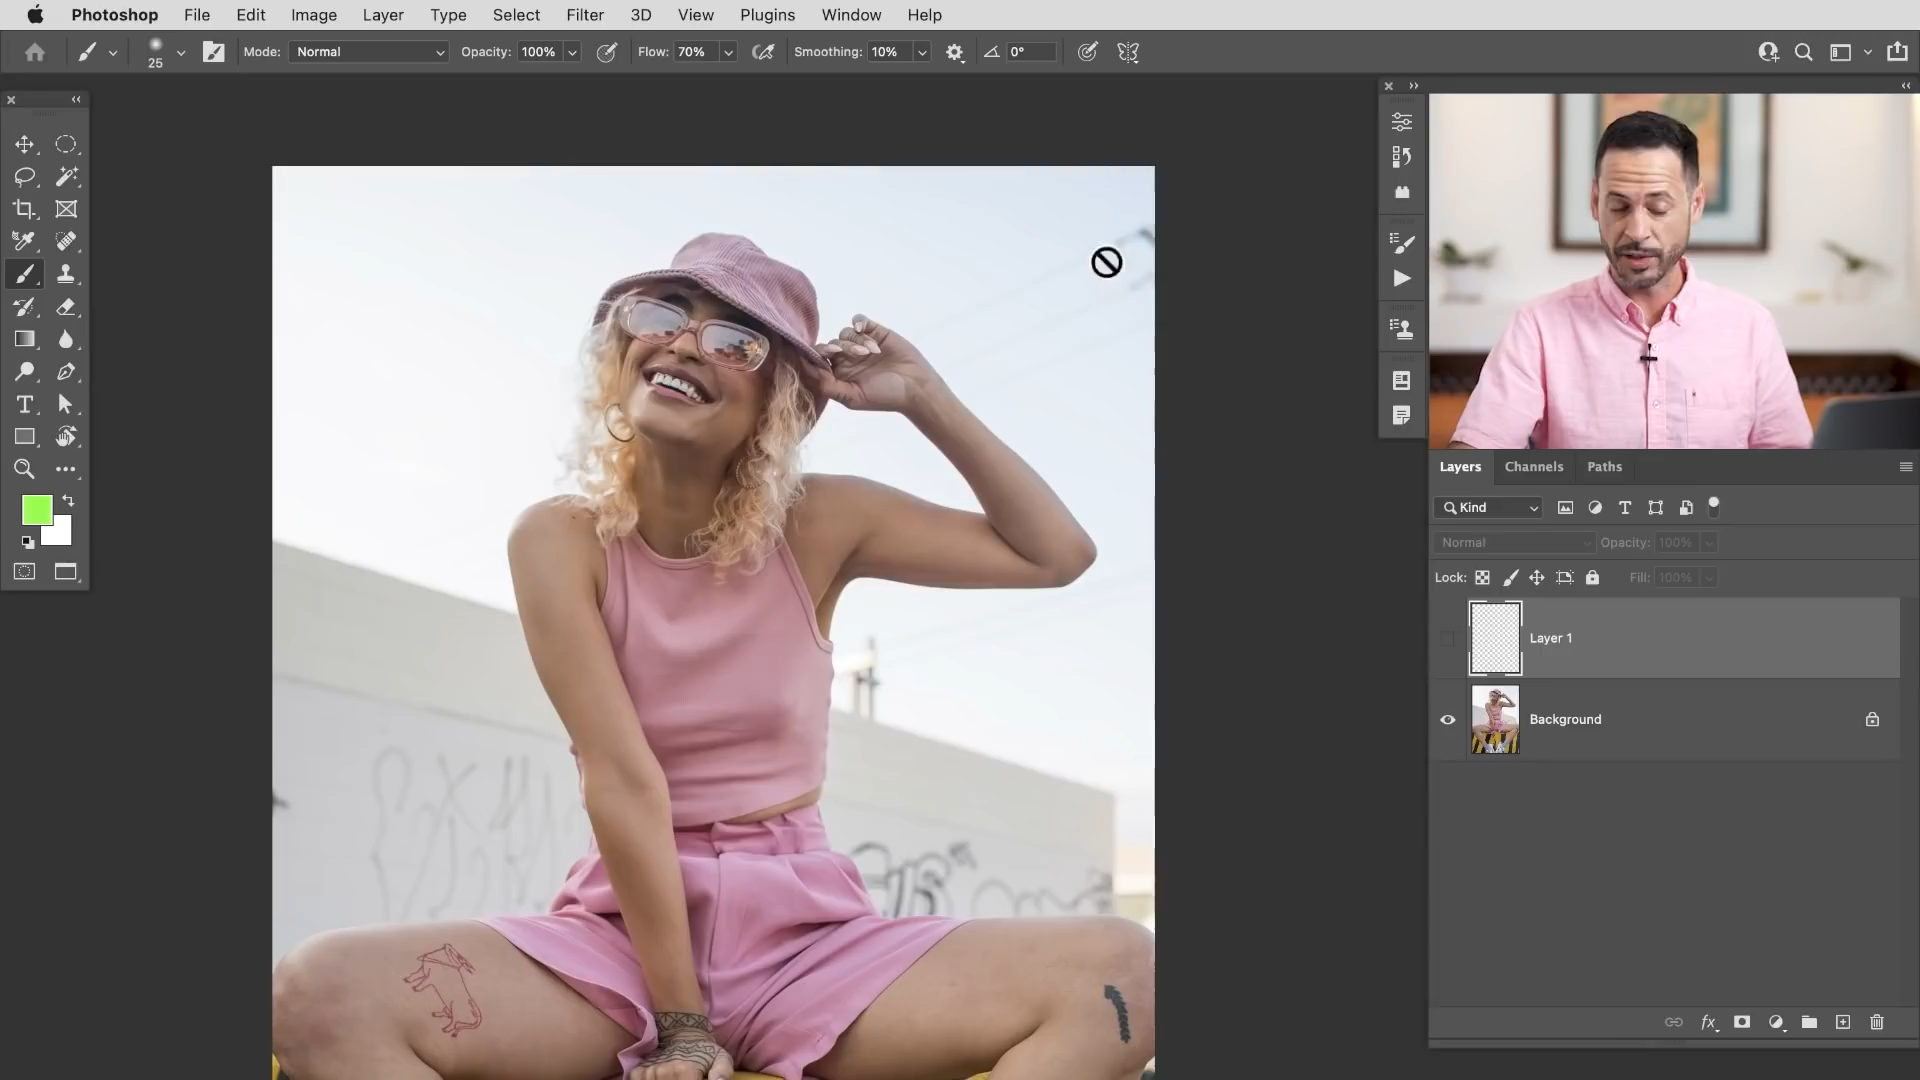 Photoshop File Edit Image Layer Type Select Filter 3D View Plugins Window Help
25 Mode: Normal Opacity: 100% Flow: 70% Smoothing: 10% 0°
Layers Channels Paths
Kind
Normal Opacity: 100%
Lock: Fill: 100%
Layer 1
Background